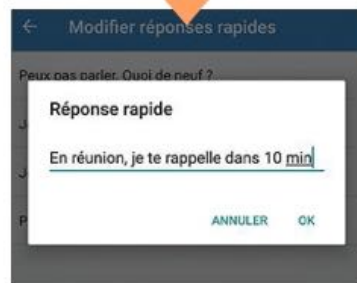 Modifier réponses rapides
Peux pas parler. Quoi de neuf ?
Réponse rapide
J
En réunion, je te rappelle dans 10 min
J
P
ANNULER OK